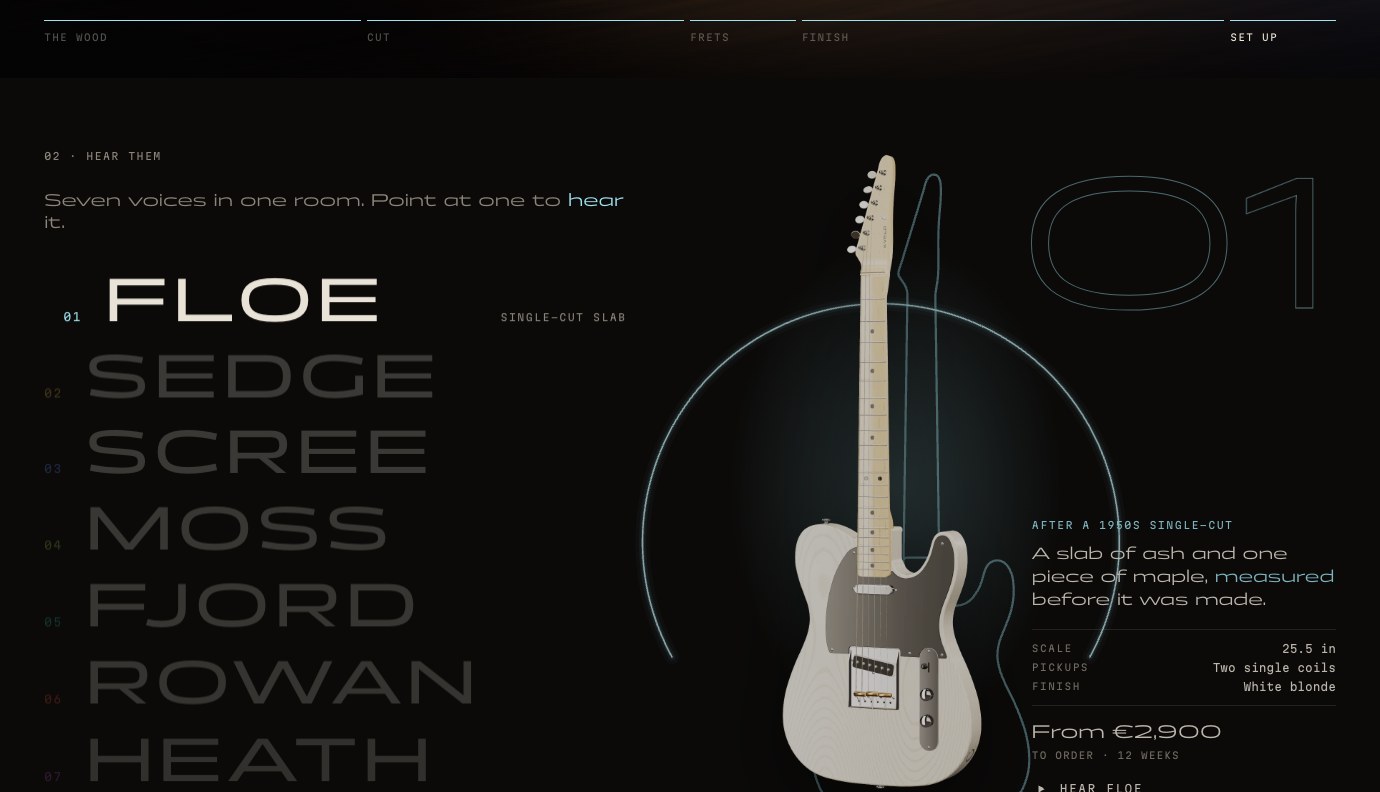 THE WOOD
CUT
FRETS
FINISH
SET UP
02 · HEAR THEM
Seven voices in one room. Point at one to hear
it.
01 FLOE SINGLE-CUT SLAB
02 SEDGE
03 SCREE
04 MOSS
05 FJORD
06 ROWAN
07 HEATH
01
AFTER A 1950S SINGLE-CUT
A slab of ash and one
piece of maple, measured
before it was made.
SCALE 25.5 in
PICKUPS Two single coils
FINISH White blonde
From €2,900
TO ORDER · 12 WEEKS
HEAR FLOE